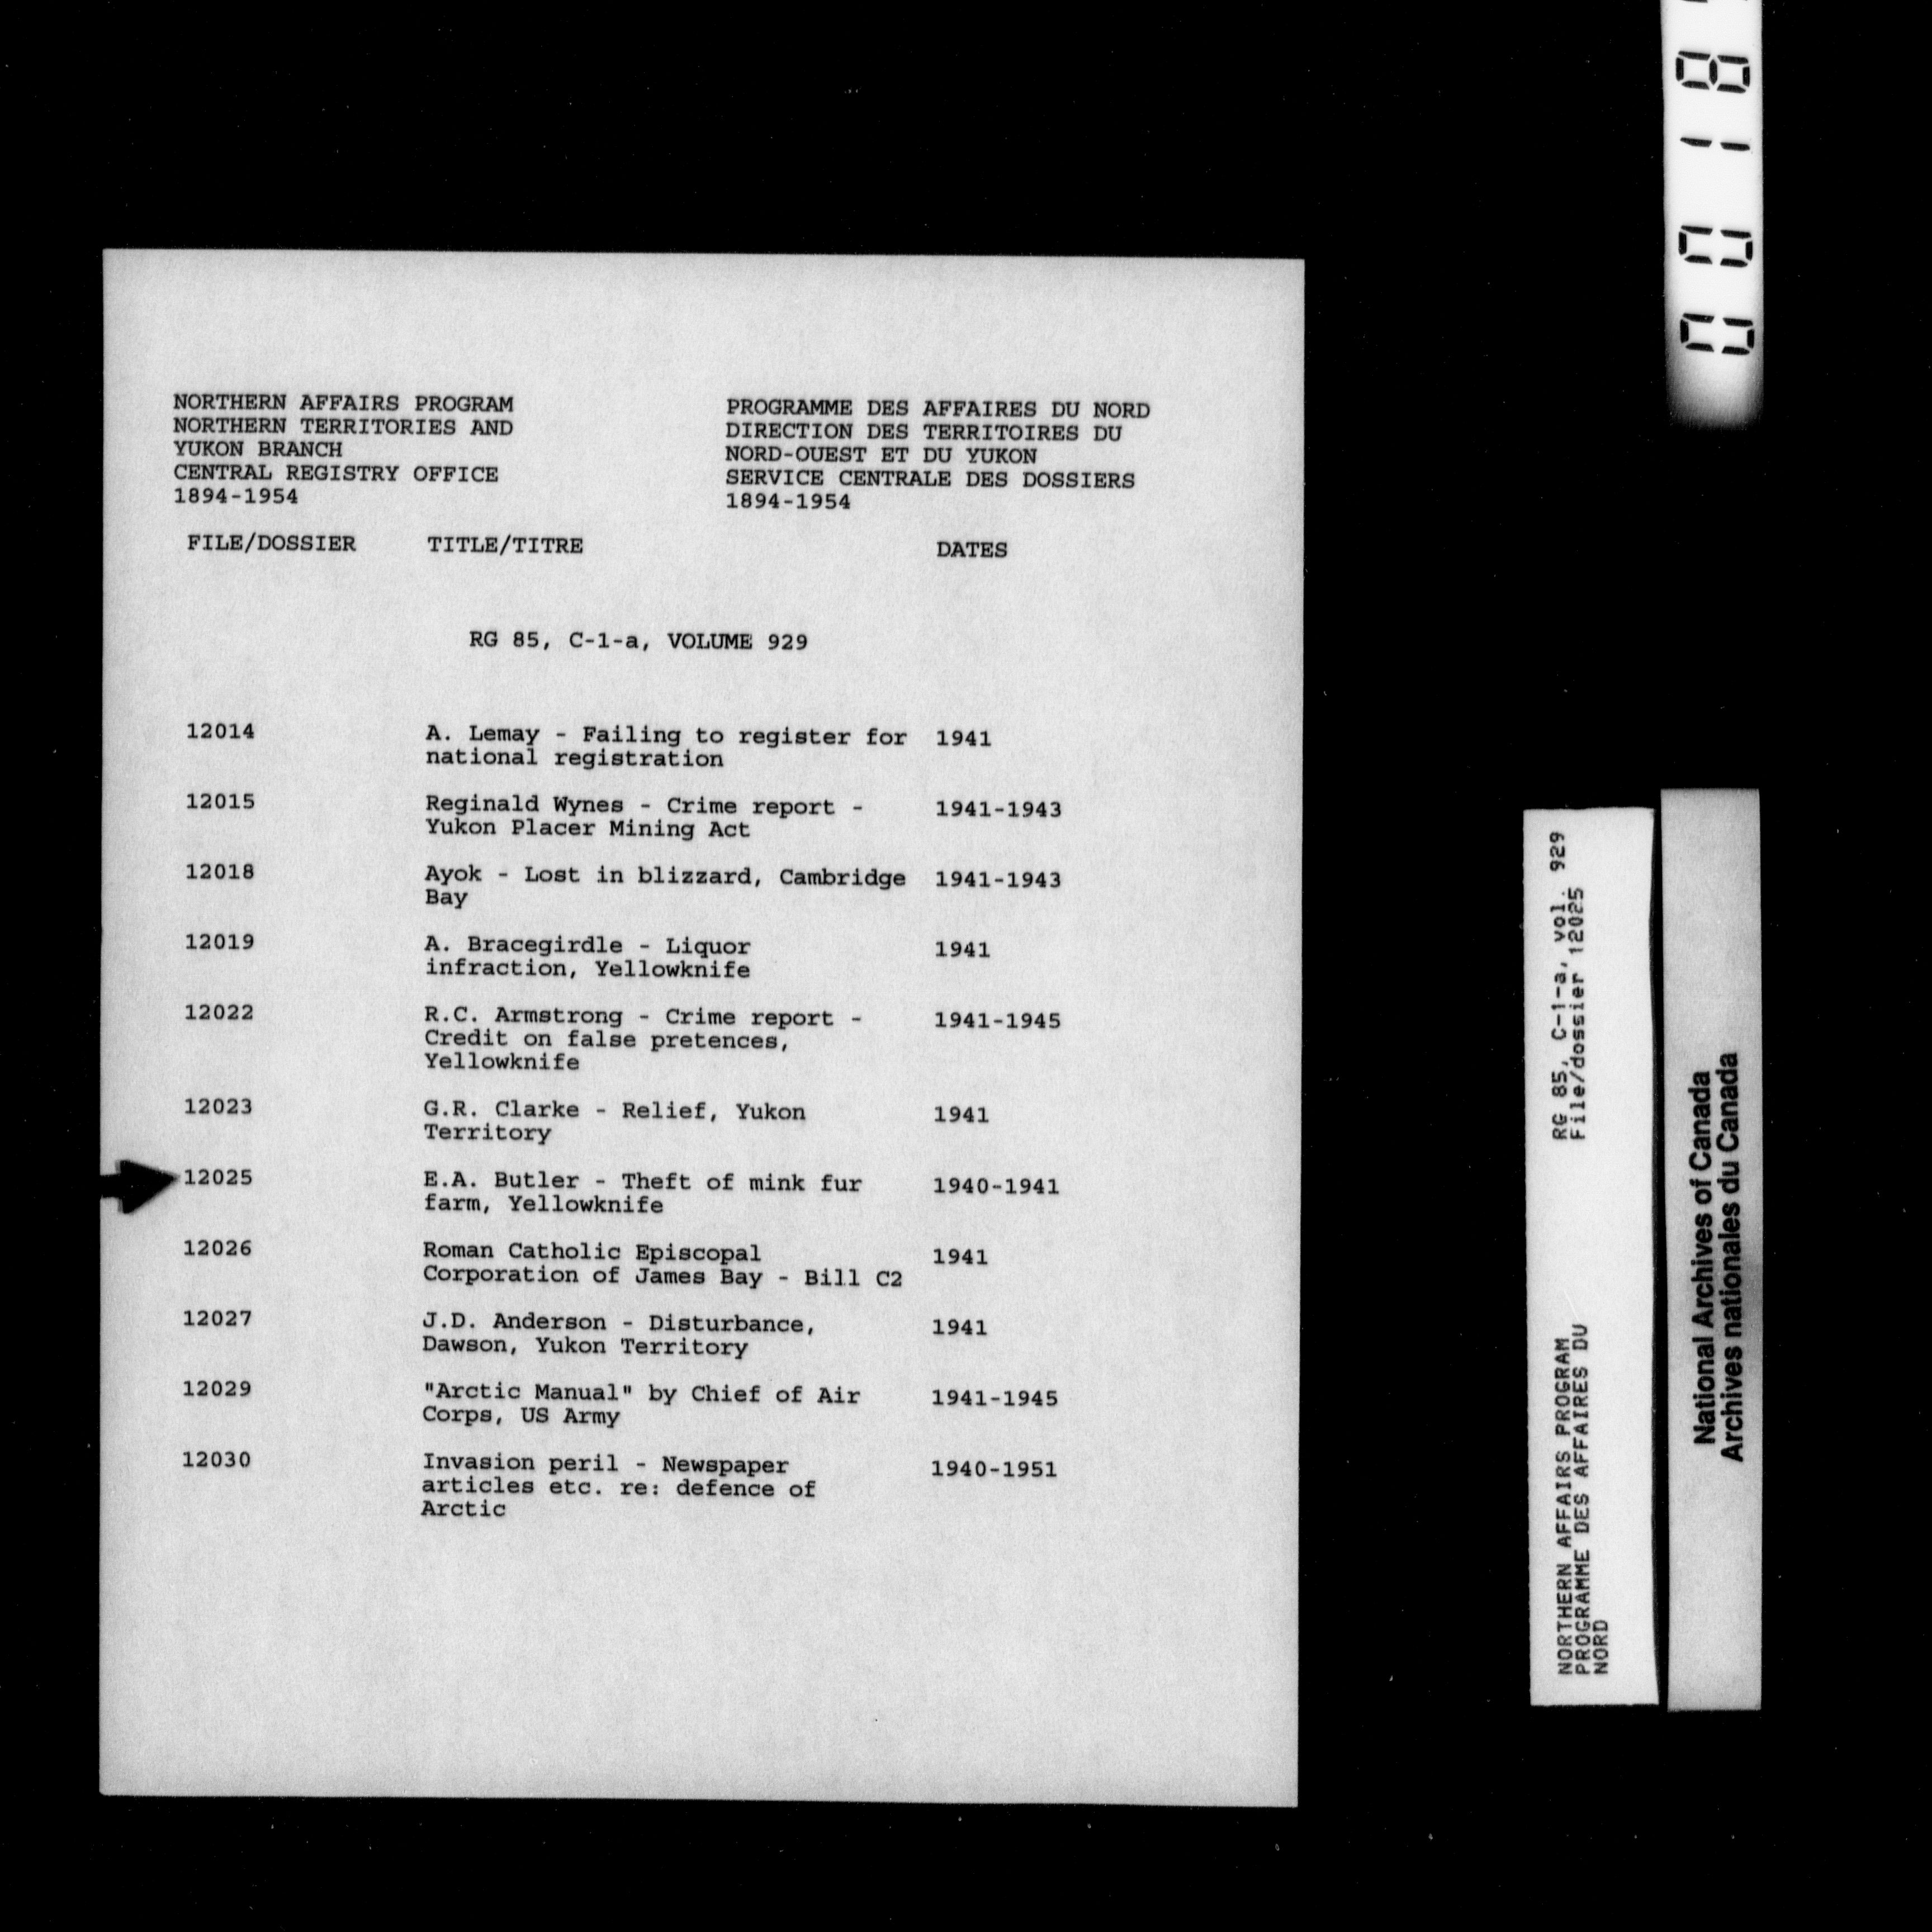 NORTHERN AFFAIRS PROGRAM
NORTHERN TERRITORIES AND
YUKON BRANCH
CENTRAL REGISTRY OFFICE
1894-1954
PROGRAMME DES AFFAIRES DU NORD
DIRECTION DES TERRITOIRES DU
NORD-OUEST ET DU YUKON
SERVICE CENTRALE DES DOSSIERS
1894-1954
FILE/DOSSIER TITLE/TITRE DATES
RG 85, C-1-a, VOLUME 929
12014 A. Lemay - Failing to register for 1941
national registration
12015 Reginald Wynes - Crime report - 1941-1943
Yukon Placer Mining Act
12018 Ayok - Lost in blizzard, Cambridge 1941-1943
Bay
12019 A. Bracegirdle - Liquor 1941
infraction, Yellowknife
12022 R.C. Armstrong - Crime report - 1941-1945
Credit on false pretences,
Yellowknife
12023 G.R. Clarke - Relief, Yukon 1941
Territory
12025 E.A. Butler - Theft of mink fur 1940-1941
farm, Yellowknife
12026 Roman Catholic Episcopal 1941
Corporation of James Bay - Bill C2
12027 J.D. Anderson - Disturbance, 1941
Dawson, Yukon Territory
12029 "Arctic Manual" by Chief of Air 1941-1945
Corps, US Army
12030 Invasion peril - Newspaper 1940-1951
articles etc. re: defence of
Arctic
NORTHERN AFFAIRS PROGRAM
PROGRAMME DES AFFAIRES DU
NORD
RG 85, C-1-a, vol. 929
File/dossier 12025
National Archives of Canada
Archives nationales du Canada
0018